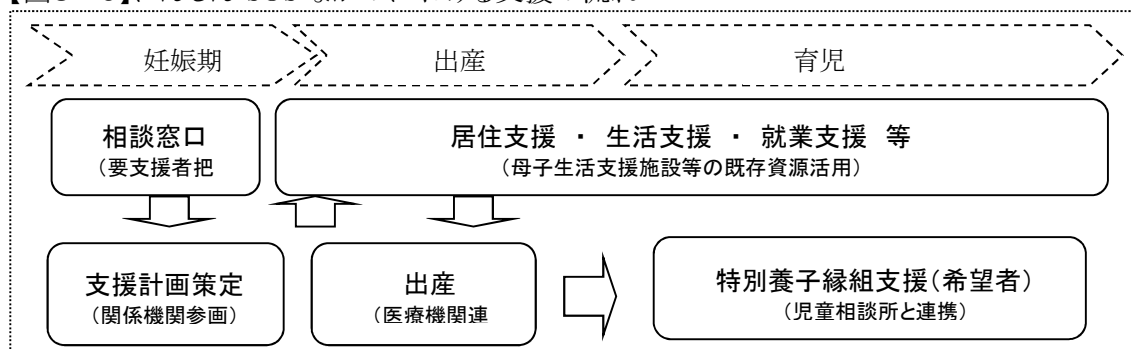 妊娠期
出産
育児
相談窓口
(要支援者把
居住支援 ・ 生活支援 ・ 就業支援 等
(母子生活支援施設等の既存資源活用)
支援計画策定
(関係機関参画)
出産
(医療機関連
特別養子縁組支援(希望者)
(児童相談所と連携)